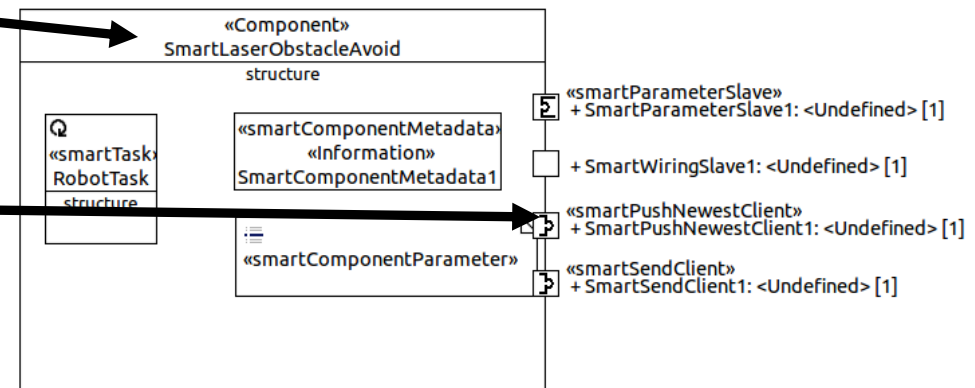 «Component»
SmartLaserObstacleAvoid
structure
«smartTask»
RobotTask
structure
«smartComponentMetadata»
«Information»
SmartComponentMetadata1
«smartComponentParameter»
«smartParameterSlave»
+ SmartParameterSlave1: <Undefined> [1]
+ SmartWiringSlave1: <Undefined> [1]
«smartPushNewestClient»
+ SmartPushNewestClient1: <Undefined> [1]
«smartSendClient»
+ SmartSendClient1: <Undefined> [1]